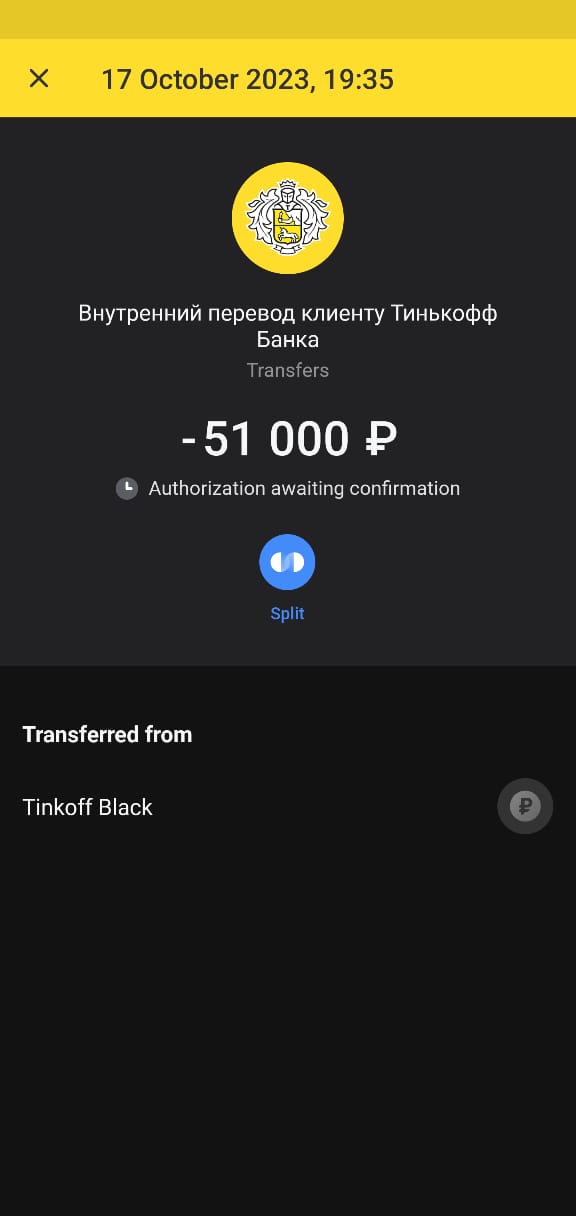 17 October 2023, 19:35
Внутренний перевод клиенту Тинькофф
Банка
Transfers
-51 000 ₽
Authorization awaiting confirmation
Split
Transferred from
Tinkoff Black
₽